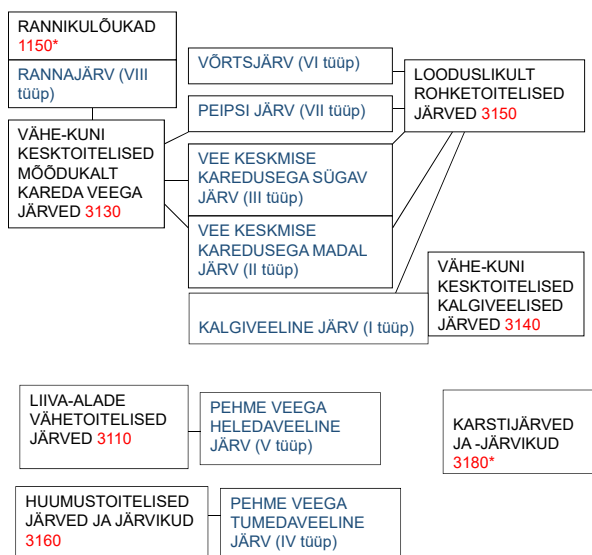 RANNIKULÕUKAD
1150*
RANNAJÄRV (VIII
tüüp)
VÄHE-KUNI
KESKTOITELISED
MÕÕDUKALT
KAREDA VEEGA
JÄRVED 3130
VÕRTSJÄRV (VI tüüp)
PEIPSI JÄRV (VII tüüp)
VEE KESKMISE
KAREDUSEGA SÜGAV
JÄRV (III tüüp)
VEE KESKMISE
KAREDUSEGA MADAL
JÄRV (II tüüp)
KALGIVEELINE JÄRV (I tüüp)
LOODUSLIKULT
ROHKETOITELISED
JÄRVED 3150
VÄHE-KUNI
KESKTOITELISED
KALGIVEELISED
JÄRVED 3140
LIIVA-ALADE
VÄHETOITELISED
JÄRVED 3110
PEHME VEEGA
HELEDAVEELINE
JÄRV (V tüüp)
KARSTIJÄRVED
JA -JÄRVIKUD
3180*
HUUMUSTOITELISED
JÄRVED JA JÄRVIKUD
3160
PEHME VEEGA
TUMEDAVEELINE
JÄRV (IV tüüp)